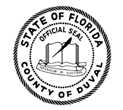 STATE OF FLORIDA
OFFICIAL SEAL
COUNTY OF DUVAL